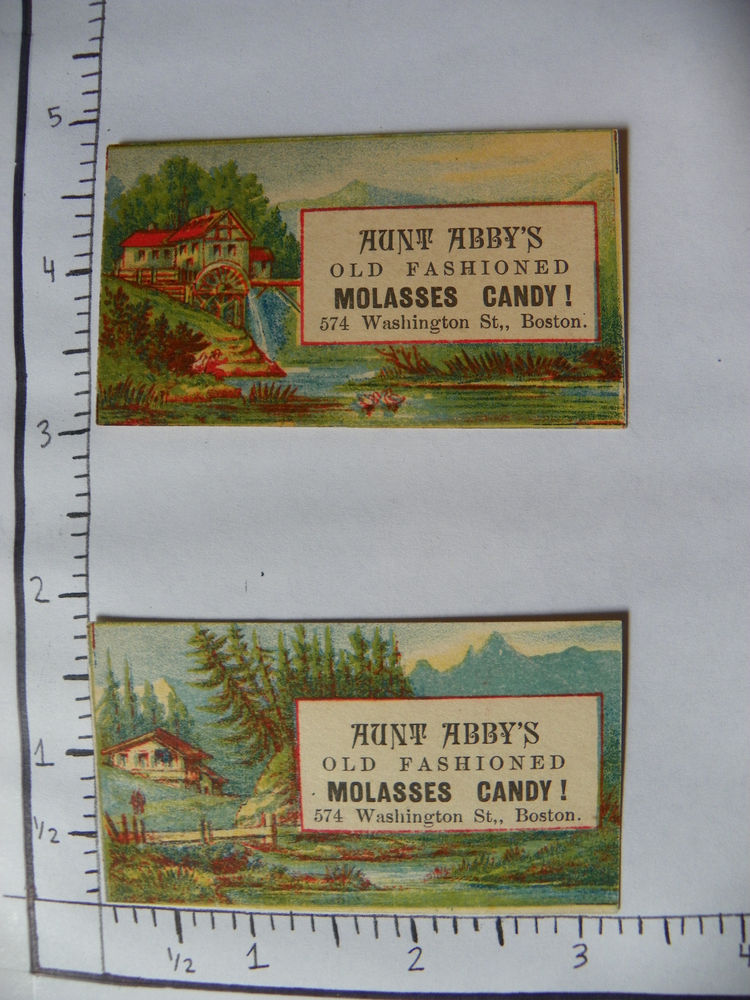 5
AUNT ABBY'S
OLD FASHIONED
4
MOLASSES CANDY!
574 Washington St,, Boston.
3
2
AUNT ABBY'S
1
OLD FASHIONED
MOLASSES CANDY!
1/2
574 Washington St,, Boston.
1/2 1 2 3 4